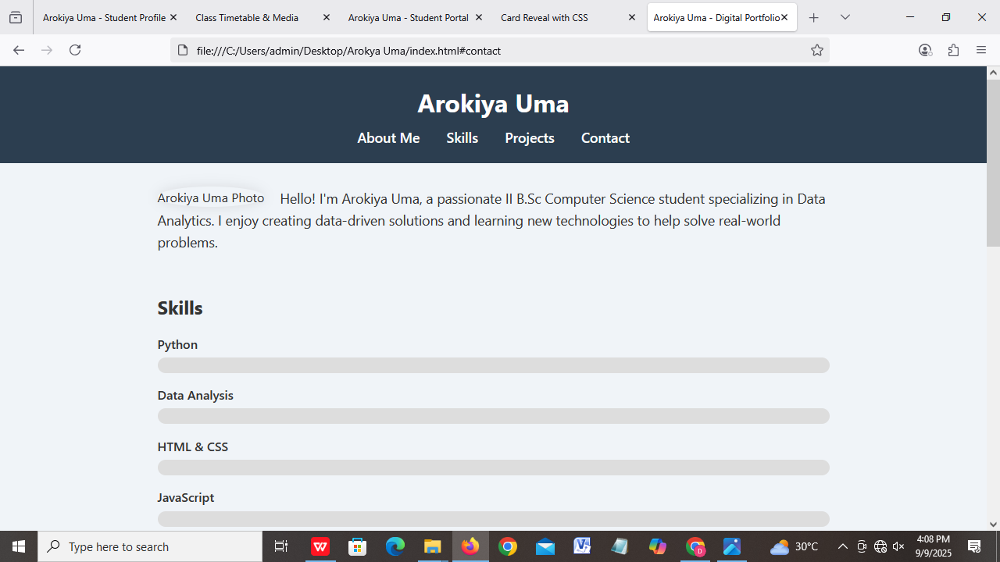 Arokiya Uma - Student Profile
Class Timetable & Media
Arokiya Uma - Student Portal
Card Reveal with CSS
Arokiya Uma - Digital Portfolio
file:///C:/Users/admin/Desktop/Arokya Uma/index.html#contact
Arokiya Uma
About Me Skills Projects Contact
Arokiya Uma Photo Hello! I'm Arokiya Uma, a passionate II B.Sc Computer Science student specializing in Data
Analytics. I enjoy creating data-driven solutions and learning new technologies to help solve real-world
problems.
Skills
Python
Data Analysis
HTML & CSS
JavaScript
Type here to search
30°C
4:08 PM
9/9/2025